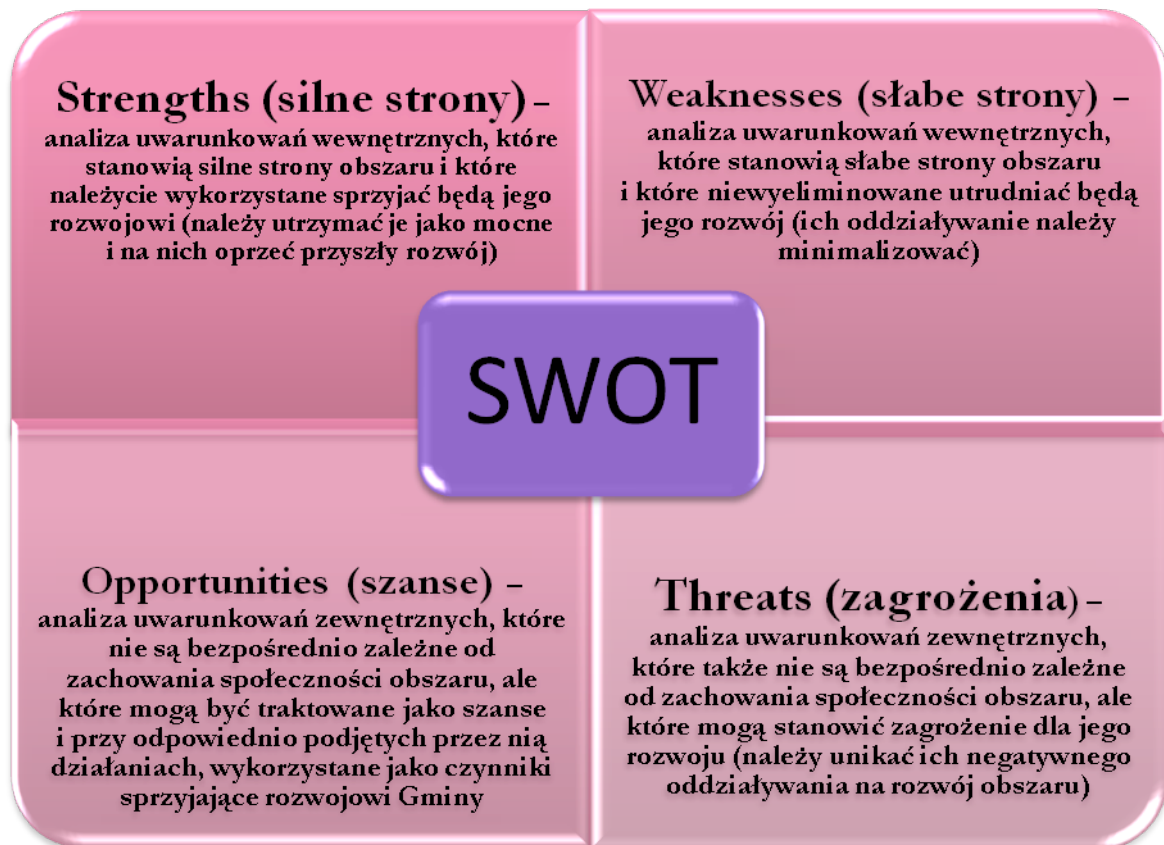 Strengths (silne strony) –
analiza uwarunkowań wewnętrznych, które
stanowią silne strony obszaru i które
należycie wykorzystane sprzyjać będą jego
rozwojowi (należy utrzymać je jako mocne
i na nich oprzeć przyszły rozwój)
Weaknesses (słabe strony) –
analiza uwarunkowań wewnętrznych,
które stanowią słabe strony obszaru
i które niewyeliminowane utrudniać będą
jego rozwój (ich oddziaływanie należy
minimalizować)
SWOT
Opportunities (szanse) –
analiza uwarunkowań zewnętrznych, które
nie są bezpośrednio zależne od
zachowania społeczności obszaru, ale
które mogą być traktowane jako szanse
i przy odpowiednio podjętych przez nią
działaniach, wykorzystane jako czynniki
sprzyjające rozwojowi Gminy
Threats (zagrożenia) –
analiza uwarunkowań zewnętrznych,
które także nie są bezpośrednio zależne
od zachowania społeczności obszaru, ale
które mogą stanowić zagrożenie dla jego
rozwoju (należy unikać ich negatywnego
oddziaływania na rozwój obszaru)